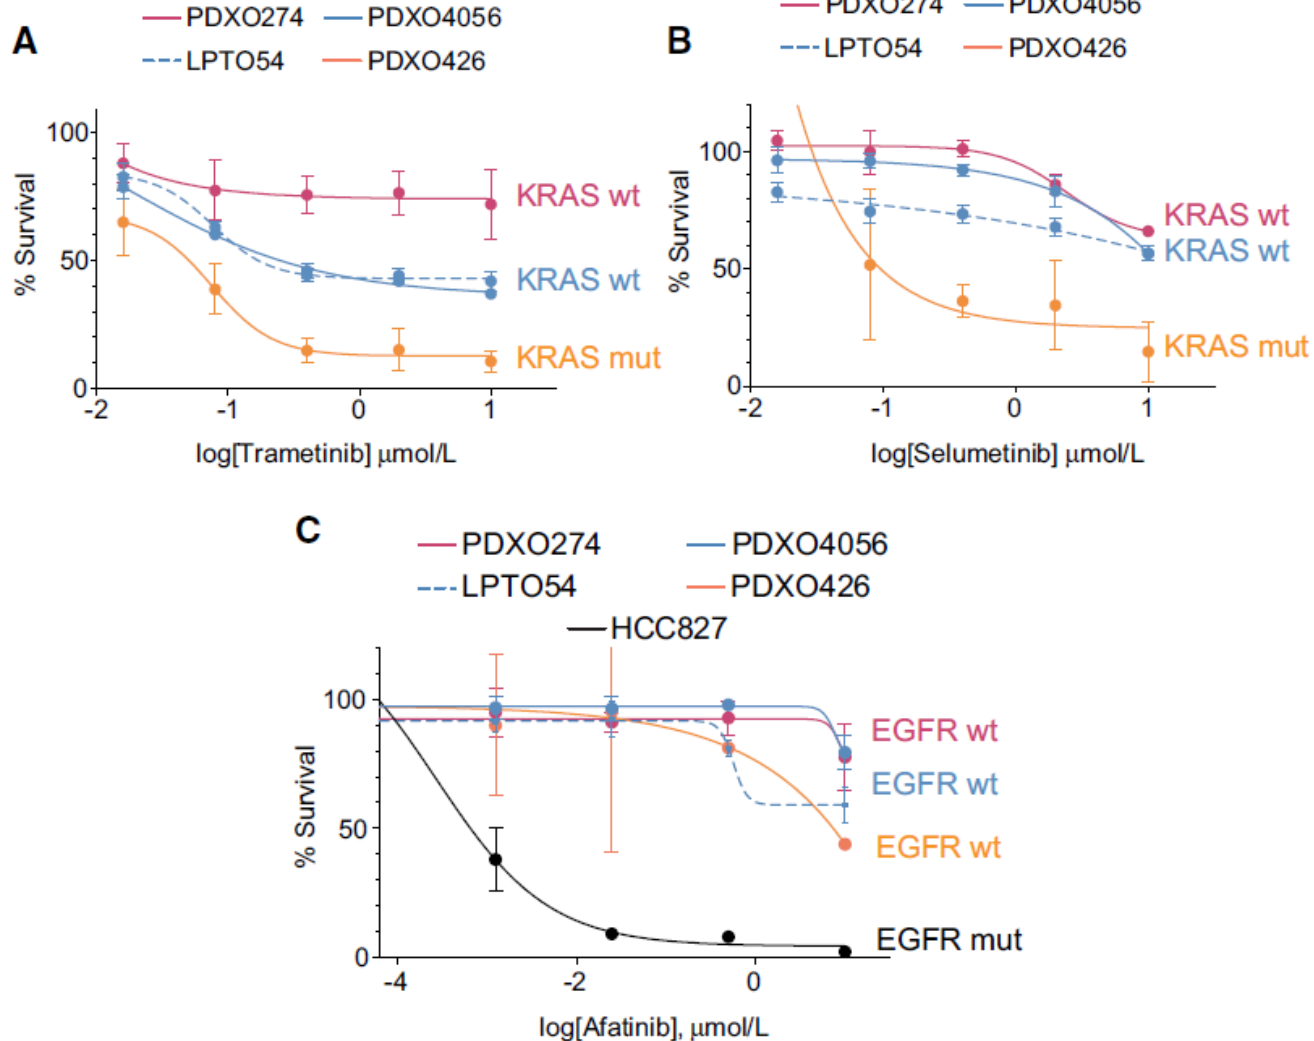 PDXO274 PDXO4056
A
LPTO54 PDXO426
100
50
0
% Survival
KRAS wt
KRAS wt
KRAS mut
-2 -1 0 1
log[Trametinib] μmol/L
PDXO274 PDXO4056
B
LPTO54 PDXO426
100
50
0
% Survival
KRAS wt
KRAS wt
KRAS mut
-2 -1 0 1
log[Selumetinib] μmol/L
C
PDXO274 PDXO4056
LPTO54 PDXO426
HCC827
100
50
0
% Survival
EGFR wt
EGFR wt
EGFR wt
EGFR mut
-4 -2 0
log[Afatinib], μmol/L